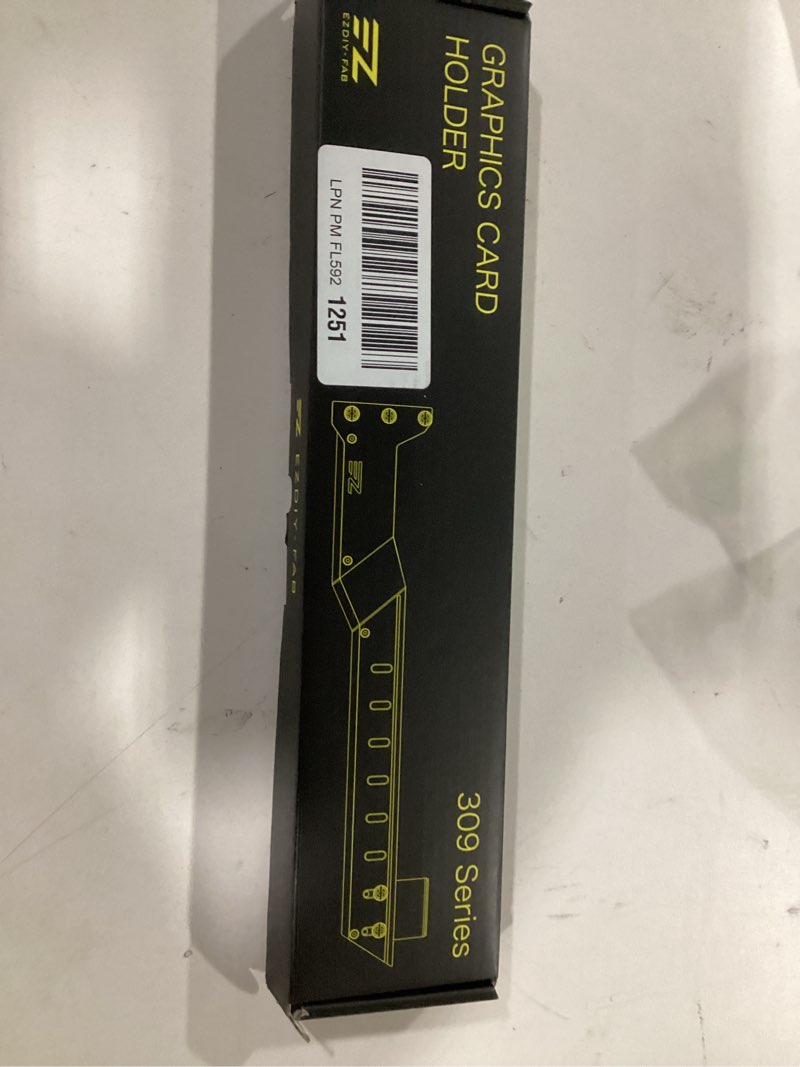 GRAPHICS CARD
HOLDER
EZ
EZDIY-FAB
LPN PM FL592 1251
EZ
309 Series
EZ EZDIY-FAB